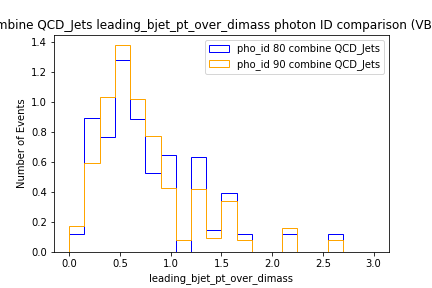 mbine QCD_Jets leading_bjet_pt_over_dimass photon ID comparison (VB
1.4
1.2
1.0
0.8
0.6
0.4
0.2
0.0
Number of Events
pho_id 80 combine QCD_Jets
pho_id 90 combine QCD_Jets
0.0 0.5 1.0 1.5 2.0 2.5 3.0
leading_bjet_pt_over_dimass